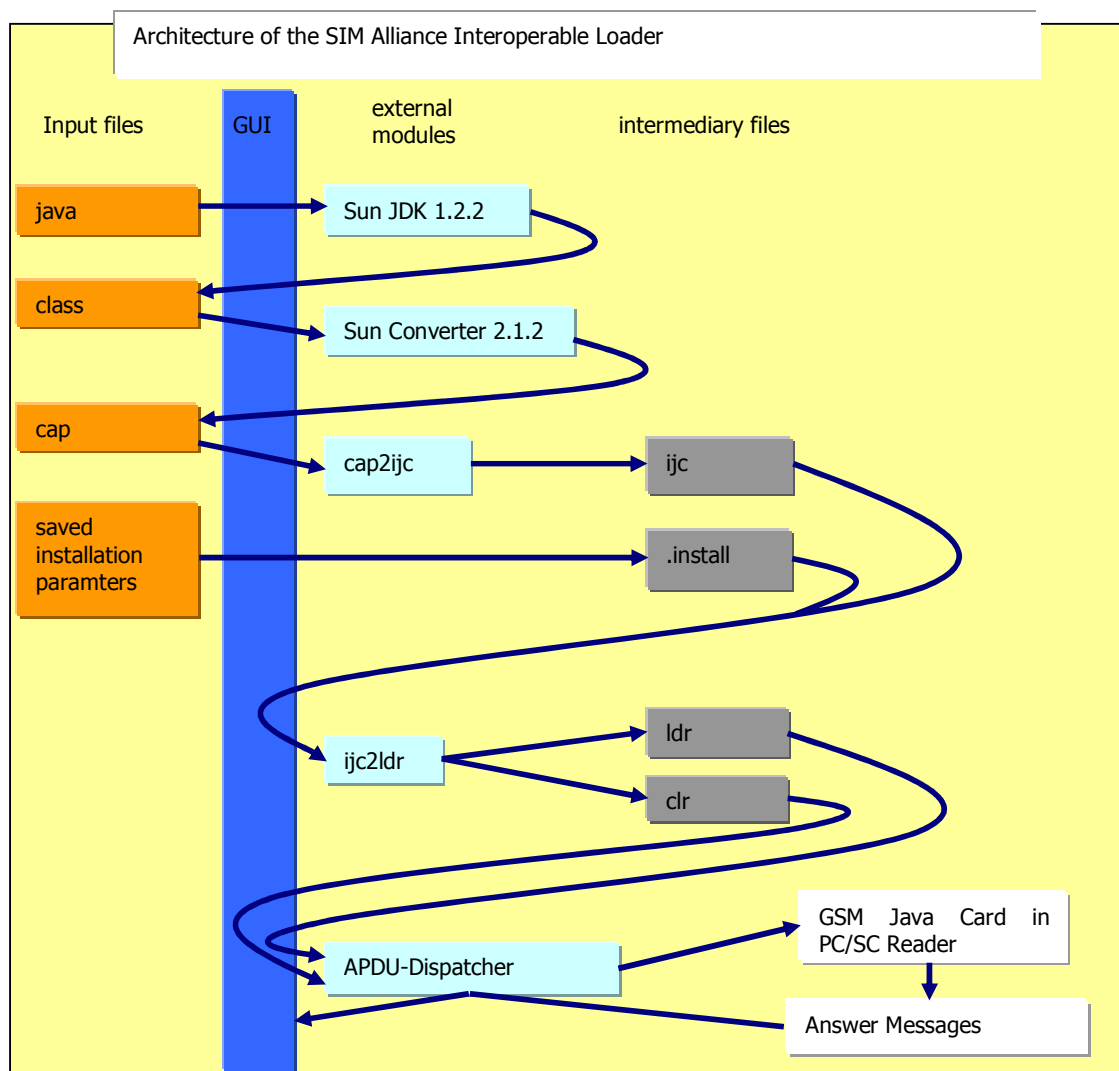 Architecture of the SIM Alliance Interoperable Loader
Input files
GUI
external
modules
intermediary files
java
Sun JDK 1.2.2
class
Sun Converter 2.1.2
cap
cap2ijc
ijc
saved
installation
paramters
.install
ijc2ldr
ldr
clr
APDU-Dispatcher
GSM Java Card in
PC/SC Reader
Answer Messages